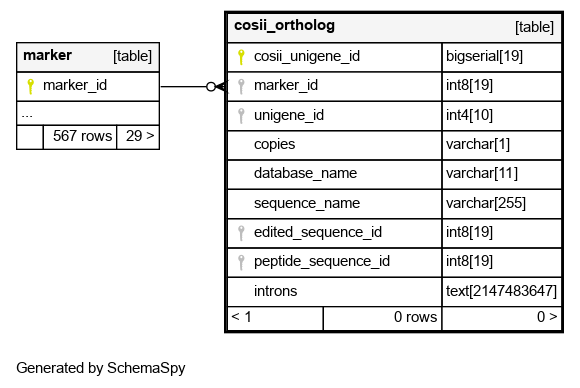 marker [table]
marker_id
...
567 rows 29 >
cosii_ortholog [table]
cosii_unigene_id bigserial[19]
marker_id int8[19]
unigene_id int4[10]
copies varchar[1]
database_name varchar[11]
sequence_name varchar[255]
edited_sequence_id int8[19]
peptide_sequence_id int8[19]
introns text[2147483647]
< 1 0 rows 0 >
Generated by SchemaSpy